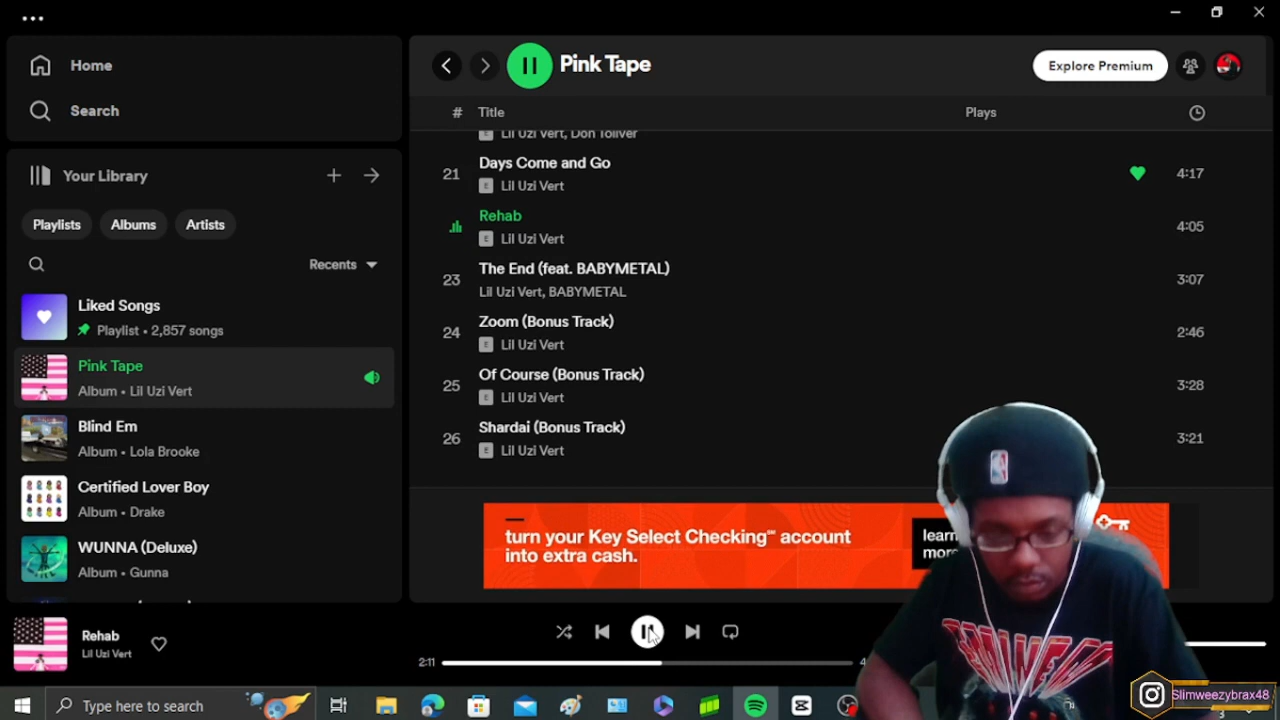 Home
Search
Your Library
Playlists
Albums
Artists
Recents
Liked Songs
Playlist • 2,857 songs
Pink Tape
Album • Lil Uzi Vert
Blind Em
Album • Lola Brooke
Certified Lover Boy
Album • Drake
WUNNA (Deluxe)
Album • Gunna
Pink Tape
Explore Premium
# Title Plays
Lil Uzi Vert, Don Toliver
21 Days Come and Go 4:17
E Lil Uzi Vert
Rehab 4:05
E Lil Uzi Vert
23 The End (feat. BABYMETAL) 3:07
Lil Uzi Vert, BABYMETAL
24 Zoom (Bonus Track) 2:46
E Lil Uzi Vert
25 Of Course (Bonus Track) 3:28
E Lil Uzi Vert
26 Shardai (Bonus Track) 3:21
E Lil Uzi Vert
turn your Key Select Checking℠ account
into extra cash.
Rehab
Lil Uzi Vert
2:11
Type here to search
Slimweezybrax48